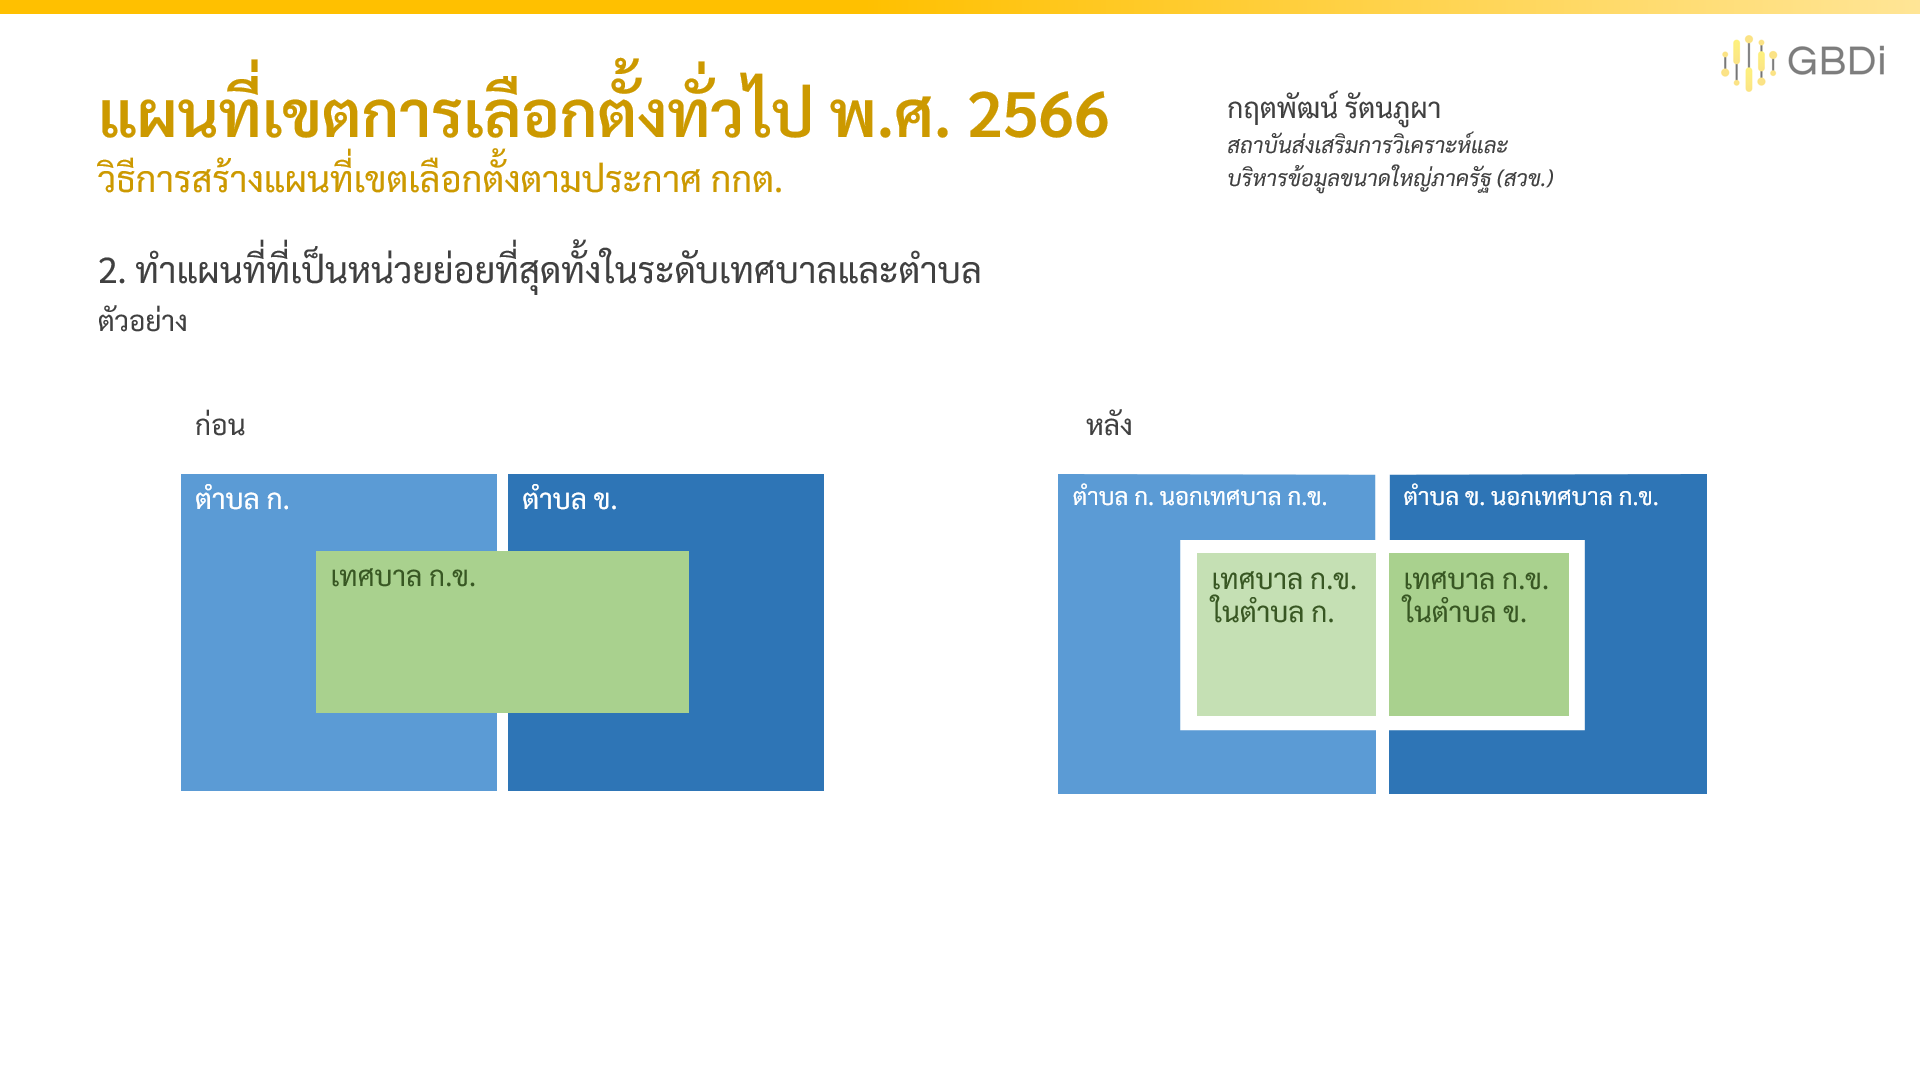 GBDi
แผนที่เขตการเลือกตั้งทั่วไป พ.ศ. 2566
วิธีการสร้างแผนที่เขตเลือกตั้งตามประกาศ กกต.
กฤตพัฒน์ รัตนภูผา
สถาบันส่งเสริมการวิเคราะห์และ
บริหารข้อมูลขนาดใหญ่ภาครัฐ (สวข.)
2. ทำแผนที่ที่เป็นหน่วยย่อยที่สุดทั้งในระดับเทศบาลและตำบล
ตัวอย่าง
ก่อน
ตำบล ก.
ตำบล ข.
เทศบาล ก.ข.
หลัง
ตำบล ก. นอกเทศบาล ก.ข.
ตำบล ข. นอกเทศบาล ก.ข.
เทศบาล ก.ข.
ในตำบล ก.
เทศบาล ก.ข.
ในตำบล ข.